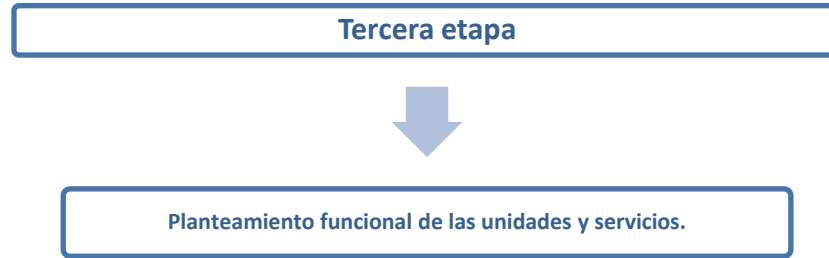 Tercera etapa
Planteamiento funcional de las unidades y servicios.